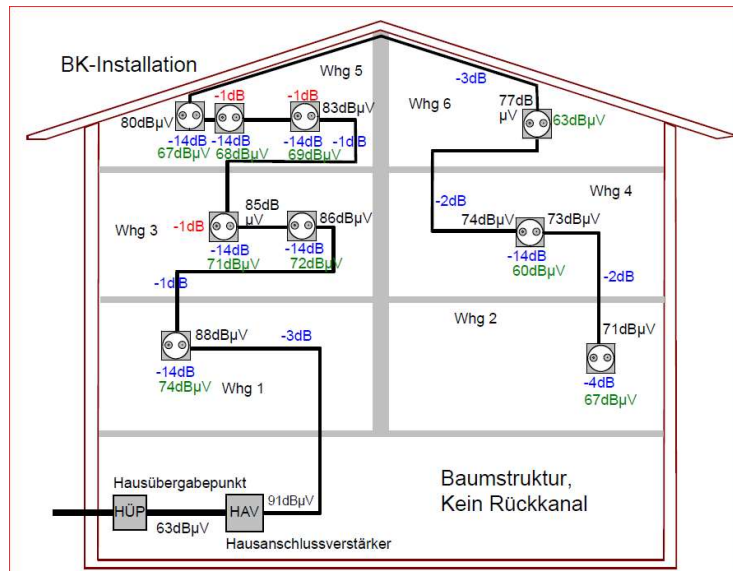 BK-Installation
Whg 5
-1dB
-1dB
83dBµV
80dBµV
-1dB
-14dB
-14dB
-14dB
67dBµV
68dBµV
69dBµV
-3dB
Whg 6
77dB
µV
63dBµV
Whg 3
-1dB
85dB
µV
86dBµV
-14dB
-14dB
71dBµV
72dBµV
-1dB
-2dB
Whg 4
74dBµV
73dBµV
-14dB
60dBµV
-2dB
88dBµV
-3dB
-14dB
74dBµV
Whg 1
Whg 2
71dBµV
-4dB
67dBµV
Hausübergabepunkt
HÜP
63dBµV
HAV
91dBµV
Hausanschlussverstärker
Baumstruktur,
Kein Rückkanal